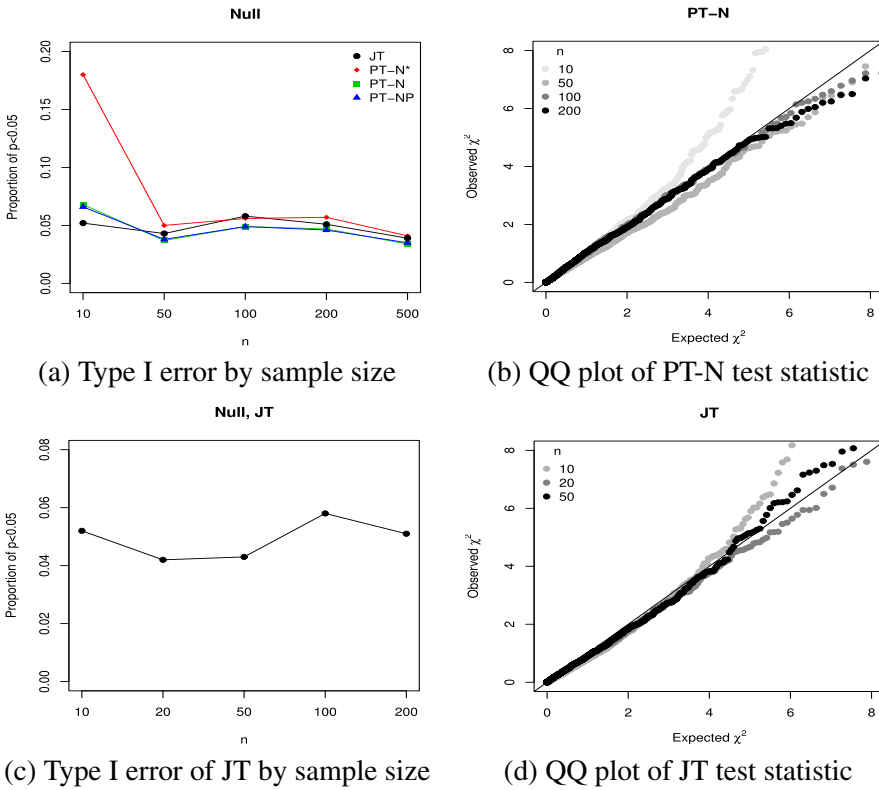 Null
Proportion of p<0.05
0.20
0.15
0.10
0.05
0.00
10 50 100 200 500
n
JT
PT−N*
PT−N
PT−NP
(a) Type I error by sample size
PT−N
Observed χ²
8
6
4
2
0
0 2 4 6 8
Expected χ²
n
10
50
100
200
(b) QQ plot of PT-N test statistic
Null, JT
Proportion of p<0.05
0.08
0.06
0.04
0.02
0.00
10 20 50 100 200
n
(c) Type I error of JT by sample size
JT
Observed χ²
8
6
4
2
0
0 2 4 6 8
Expected χ²
n
10
20
50
(d) QQ plot of JT test statistic